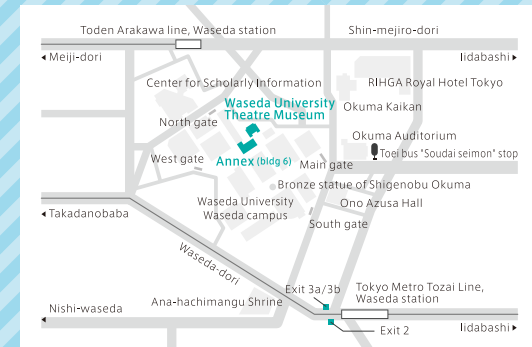 Toden Arakawa line, Waseda station
Shin-mejiro-dori
Meiji-dori
Iidabashi
Center for Scholarly Information
RIHGA Royal Hotel Tokyo
Waseda University
Theatre Museum
Okuma Kaikan
North gate
Okuma Auditorium
Toei bus "Soudai seimon" stop
West gate
Annex (bldg 6)
Main gate
Bronze statue of Shigenobu Okuma
Waseda University
Waseda campus
Ono Azusa Hall
Takadanobaba
South gate
Waseda-dori
Exit 3a/3b
Tokyo Metro Tozai Line,
Waseda station
Ana-hachimangu Shrine
Nishi-waseda
Exit 2
Iidabashi